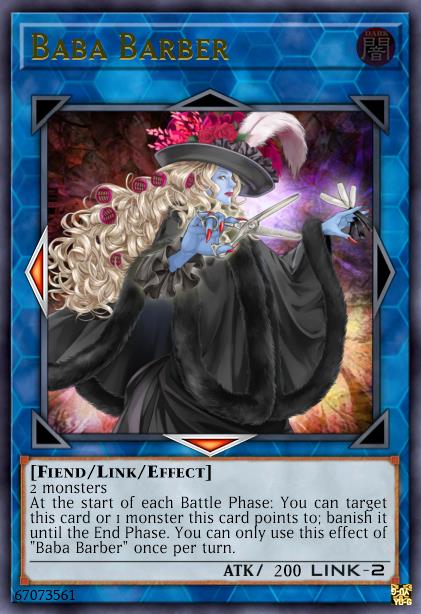 BABA BARBER
DARK
闇
[FIEND/LINK/EFFECT]
2 monsters
At the start of each Battle Phase: You can target
this card or 1 monster this card points to; banish it
until the End Phase. You can only use this effect of
"Baba Barber" once per turn.
ATK/ 200 LINK-2
67073561